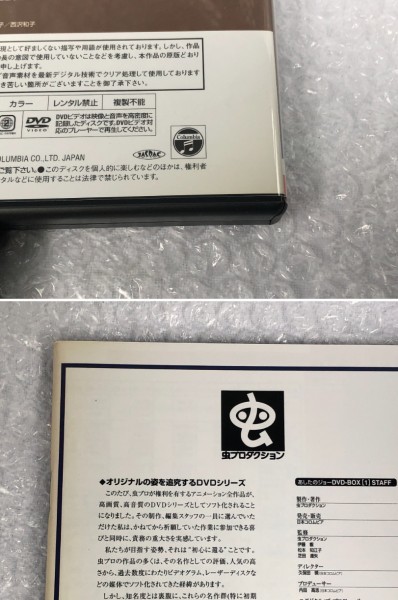 子／西沢和子
現として好ましくない描写や用語が使用されております。しかし、作品
の意図で使用していないことなどを考慮し、本作品の原版どおり
申し上げます。
音声素材を最新デジタル技術でクリア処理して使用しております
き苦しい箇所がございますことを御了承下さい。
カラー レンタル禁止 複製不能
2 DVD VIDEO DVDビデオは映像と音声を高密度に
記録したディスクです。DVDビデオ対
応のプレーヤーで再生してください。
Columbia
OLUMBIA CO., LTD. JAPAN
ご覧下さい。●このディスクを個人的に楽しむなどのほかは、権利者
タルなどに使用することは法律で禁じられています。
虫プロダクション
◆オリジナルの姿を追究するDVDシリーズ
このたび、虫プロが権利を有するアニメーション全作品が、
高画質、高音質のDVDシリーズとしてソフト化されること
になりました。その制作、編集スタッフの一員に選んでいた
だけた私は、かねてから祈願していた作業に参加できる喜
びと同時に、責務の重大さを実感しています。
私たちが目指す姿勢、それは“初心に還る”ことです。虫
プロの作品の多くは、その名作としての評価、人気の高
さから、過去数度にわたりビデオグラム、レーザーディスクな
どの媒体でソフト化されてきた経緯があります。
しかし、知名度とは裏腹に、これらの名作群（特に初期
あしたのジョーDVD-BOX［1］STAFF
製作・著作
虫プロダクション
発売・販売
日本コロムビア
監修
虫プロダクション
ディレクター
プロデューサー